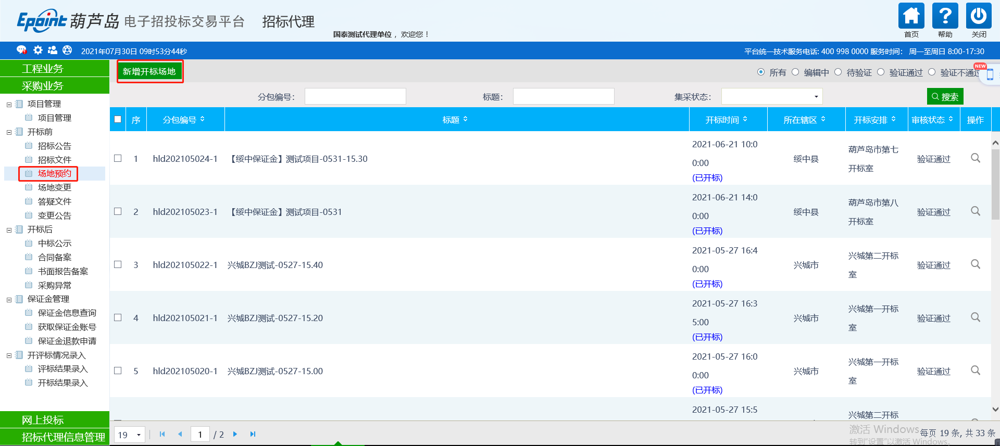 Epoint 葫芦岛 电子招投标交易平台 招标代理
国泰测试代理单位 ，欢迎您！
首页 帮助 关闭
2021年07月30日 09时53分44秒
平台统一技术服务电话: 400 998 0000 服务时间： 周一至周日 8:00-17:30
工程业务
采购业务
项目管理
项目管理
开标前
招标公告
招标文件
场地预约
场地变更
答疑文件
变更公告
开标后
中标公示
合同备案
书面报告备案
采购异常
保证金管理
保证金信息查询
获取保证金账号
保证金退款申请
开评标情况录入
评标结果录入
开标结果录入
网上投标
招标代理信息管理
新增开标场地
所有 编辑中 待验证 验证通过 验证不通过
NEW
分包编号： 标题： 集采状态： 搜索
序 分包编号 标题 开标时间 所在辖区 开标安排 审核状态 操作
1 hld202105024-1 【绥中保证金】测试项目-0531-15.30 2021-06-21 10:0
0:00
(已开标)
绥中县
葫芦岛市第七
开标室
验证通过
2 hld202105023-1 【绥中保证金】测试项目-0531 2021-06-21 14:0
0:00
(已开标)
绥中县
葫芦岛市第八
开标室
验证通过
3 hld202105022-1 兴城BZJ测试-0527-15.40 2021-05-27 16:4
0:00
(已开标)
兴城市
兴城第二开标
室
验证通过
4 hld202105021-1 兴城BZJ测试-0527-15.20 2021-05-27 16:3
5:00
(已开标)
兴城市
兴城第一开标
室
验证通过
5 hld202105020-1 兴城BZJ测试-0527-15.00 2021-05-27 16:0
0:00
(已开标)
兴城市
兴城第一开标
室
验证通过
2021-05-27 15:5
兴城第二开标
19 1 / 2
激活 Windows
每页 19 条, 共 33 条
转到"设置"以激活 Windows。